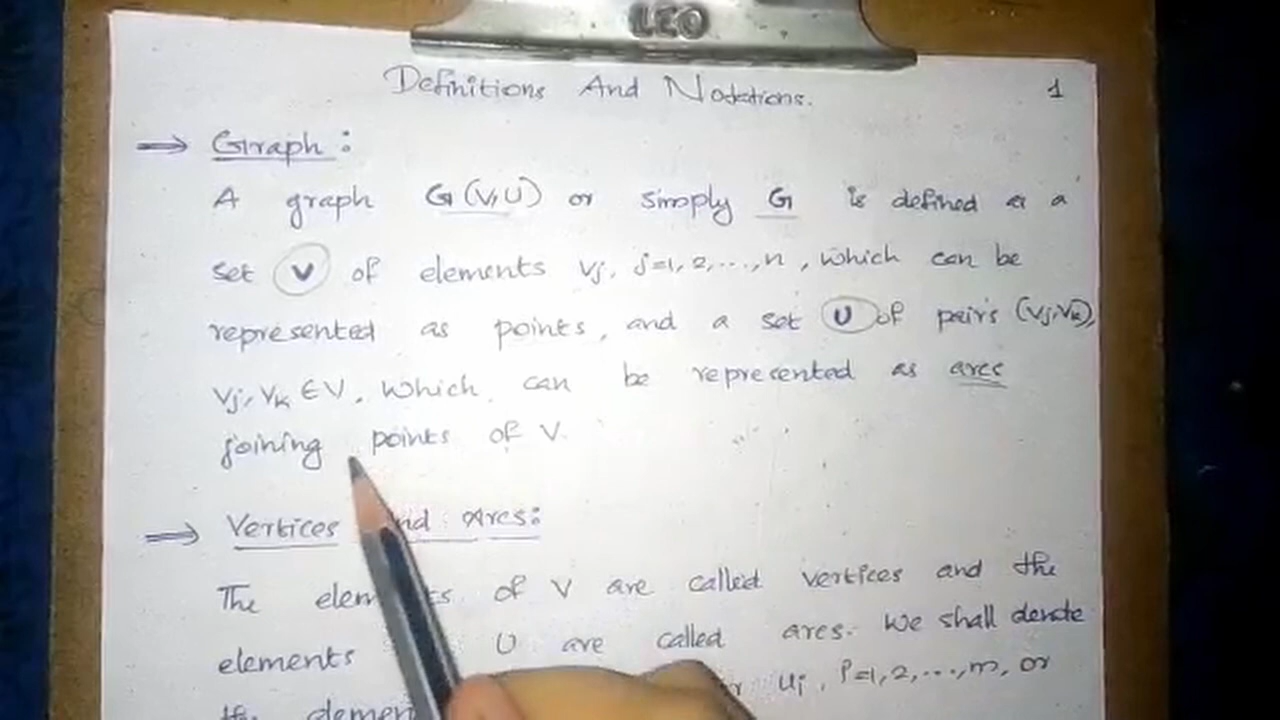 LEO
Definitions And Notations.
1
⇒ Graph :
A graph G(V,U) or simply G is defined as a
set V of elements vj, j=1, 2, ..., n, which can be
represented as points, and a set U of pairs (vj,vk),
vj, vk ∈ V, which can be represented as arcs
joining points of V.
⇒ Vertices and Arcs:
The elements of V are called vertices and the
elements U are called arcs. We shall denote
the elemen ui, i=1, 2, ..., m, or